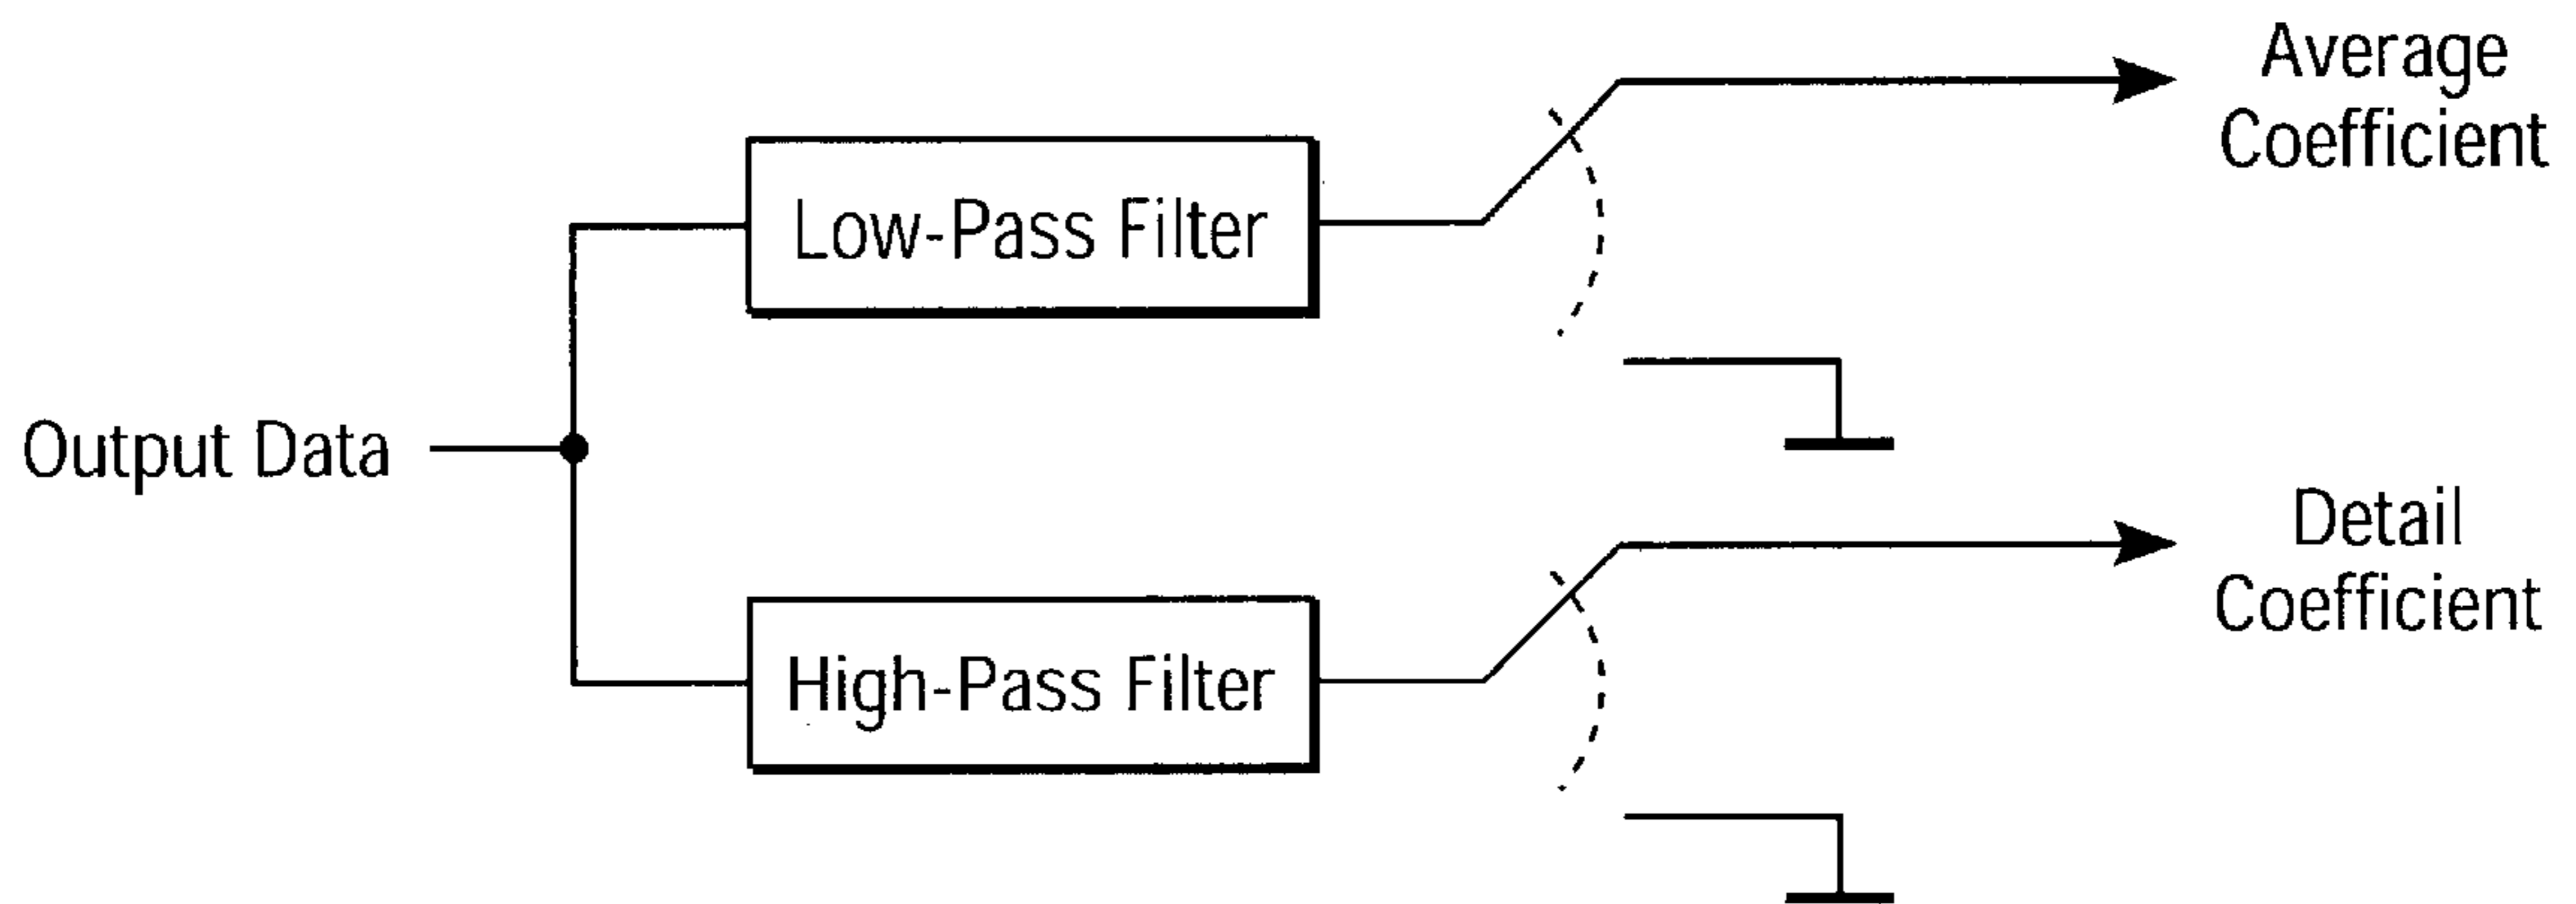 Average
Coefficient
Low-Pass Filter
Output Data
Detail
Coefficient
High-Pass Filter